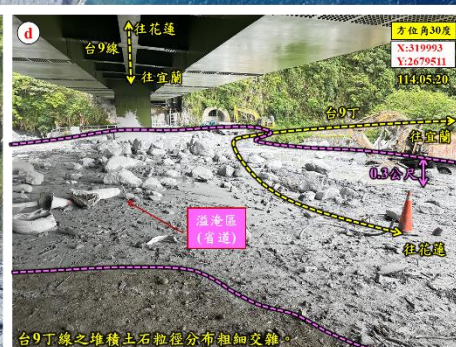 d
往花蓮
台9線
往宜蘭
方位角30度
X:319993
Y:2679511
114.05.20
台9丁
往宜蘭
0.3公尺
溢淹區
(省道)
往花蓮
台9丁線之堆積土石粒徑分布粗細交雜。